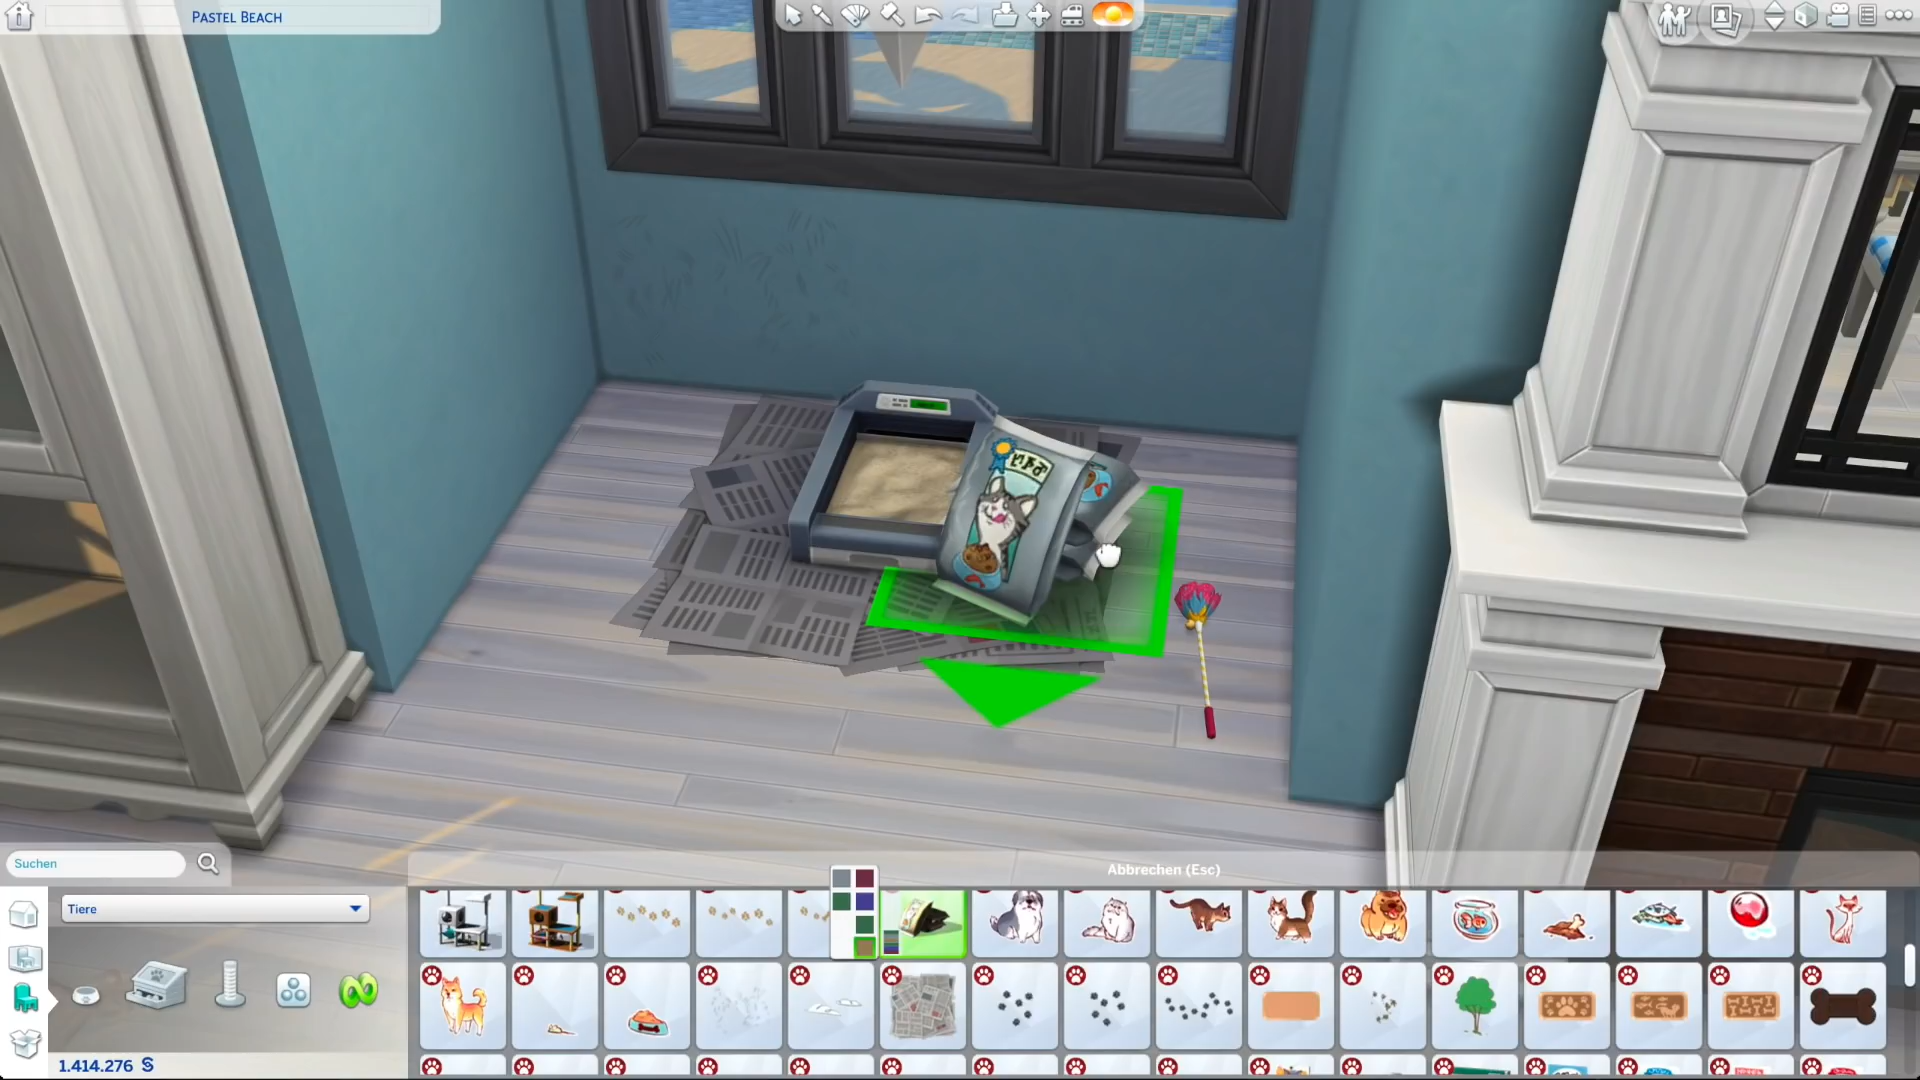 PASTEL BEACH
Suchen
Abbrechen (Esc)
Tiere
1.414.276